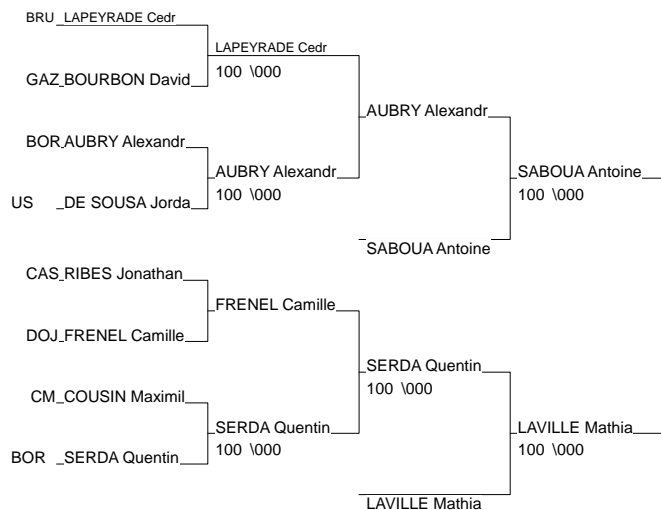 BRU LAPEYRADE Cedr
LAPEYRADE Cedr
100 \000
GAZ BOURBON David
AUBRY Alexandr
BOR AUBRY Alexandr
AUBRY Alexandr
100 \000
SABOUA Antoine
100 \000
US DE SOUSA Jorda
SABOUA Antoine
CAS RIBES Jonathan
FRENEL Camille
DOJ FRENEL Camille
SERDA Quentin
100 \000
CM COUSIN Maximil
SERDA Quentin
100 \000
LAVILLE Mathia
100 \000
BOR SERDA Quentin
LAVILLE Mathia